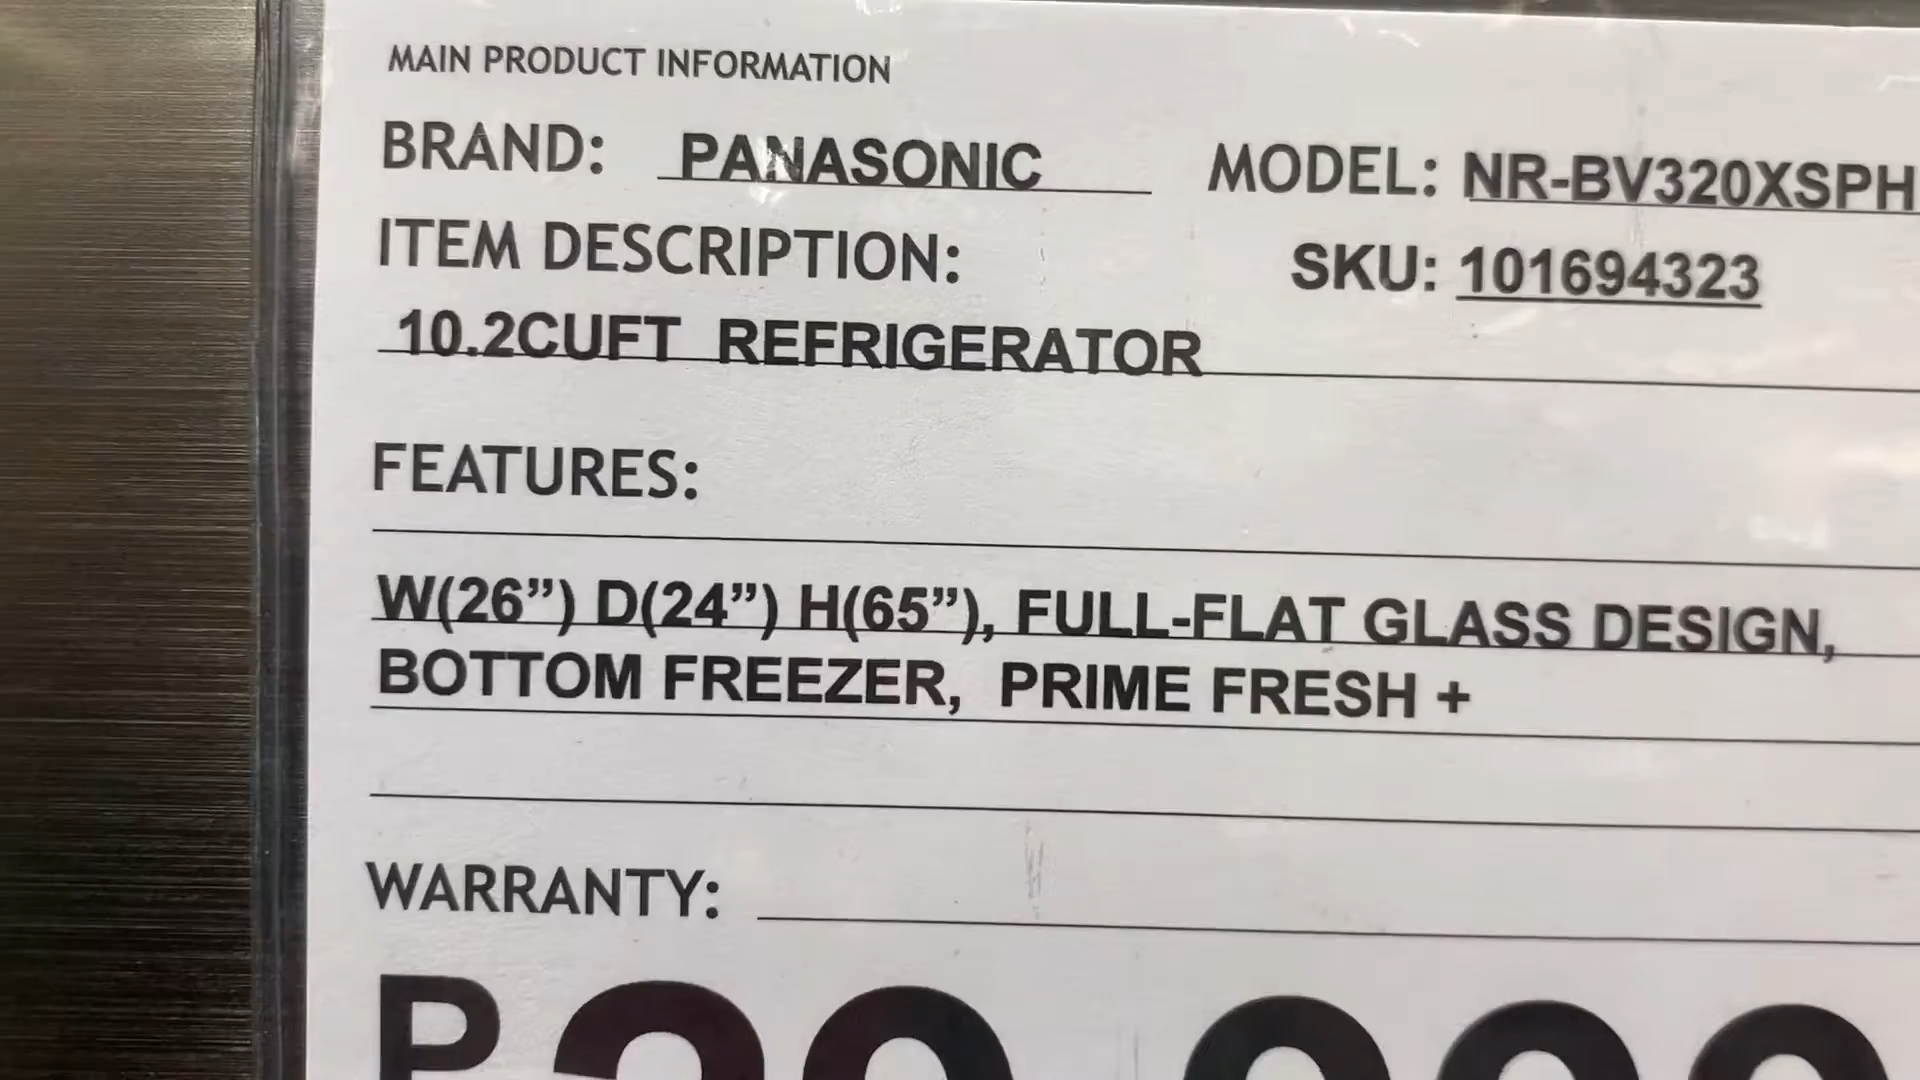 MAIN PRODUCT INFORMATION
BRAND: PANASONIC MODEL: NR-BV320XSPH
ITEM DESCRIPTION: SKU: 101694323
10.2CUFT REFRIGERATOR
FEATURES:
W(26”) D(24”) H(65”), FULL-FLAT GLASS DESIGN,
BOTTOM FREEZER, PRIME FRESH +
WARRANTY:
P